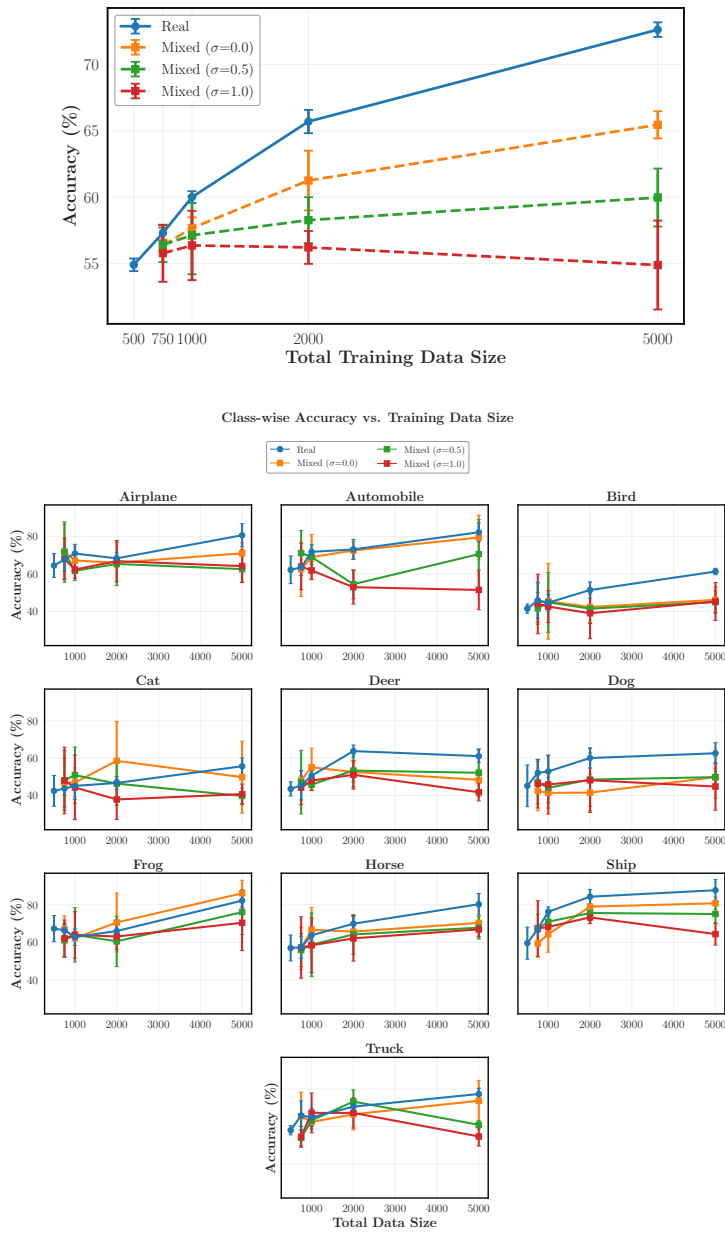 Real
Mixed (σ=0.0)
Mixed (σ=0.5)
Mixed (σ=1.0)
Accuracy (%)
70
65
60
55
500 750 1000 2000 5000
Total Training Data Size
Class-wise Accuracy vs. Training Data Size
Real Mixed (σ=0.5)
Mixed (σ=0.0) Mixed (σ=1.0)
Airplane Automobile Bird
Accuracy (%)
80
60
40
1000 2000 3000 4000 5000 1000 2000 3000 4000 5000 1000 2000 3000 4000 5000
Cat Deer Dog
Accuracy (%)
80
60
40
1000 2000 3000 4000 5000 1000 2000 3000 4000 5000 1000 2000 3000 4000 5000
Frog Horse Ship
Accuracy (%)
80
60
40
1000 2000 3000 4000 5000 1000 2000 3000 4000 5000 1000 2000 3000 4000 5000
Truck
Accuracy (%)
1000 2000 3000 4000 5000
Total Data Size